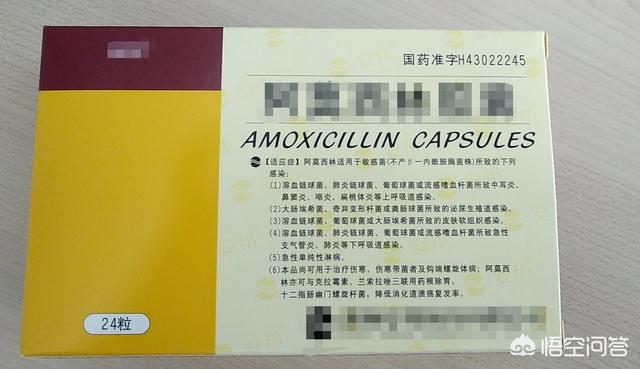 国药准字H43022245
AMOXICILLIN CAPSULES
【适应症】阿莫西林适用于敏感菌(不产β一内酰胺酶菌株)所致的下列
感染：
(1)溶血链球菌、肺炎链球菌、葡萄球菌或流感嗜血杆菌所致中耳炎、
鼻窦炎、咽炎、扁桃体炎等上呼吸道感染。
(2)大肠埃希菌、奇异变形杆菌或粪肠球菌所致的泌尿生殖道感染。
(3)溶血链球菌、葡萄球菌或大肠埃希菌所致的皮肤软组织感染。
(4)溶血链球菌、肺炎链球菌、葡萄球菌或流感嗜血杆菌所致急性
支气管炎、肺炎等下呼吸道感染。
(5)急性单纯性淋病。
(6)本品尚可用于治疗伤寒、伤寒带菌者及钩端螺旋体病；阿莫西
林亦可与克拉霉素、兰索拉唑三联用药根除胃、
十二指肠幽门螺旋杆菌，降低消化道溃疡复发率。
24粒
悟空问答